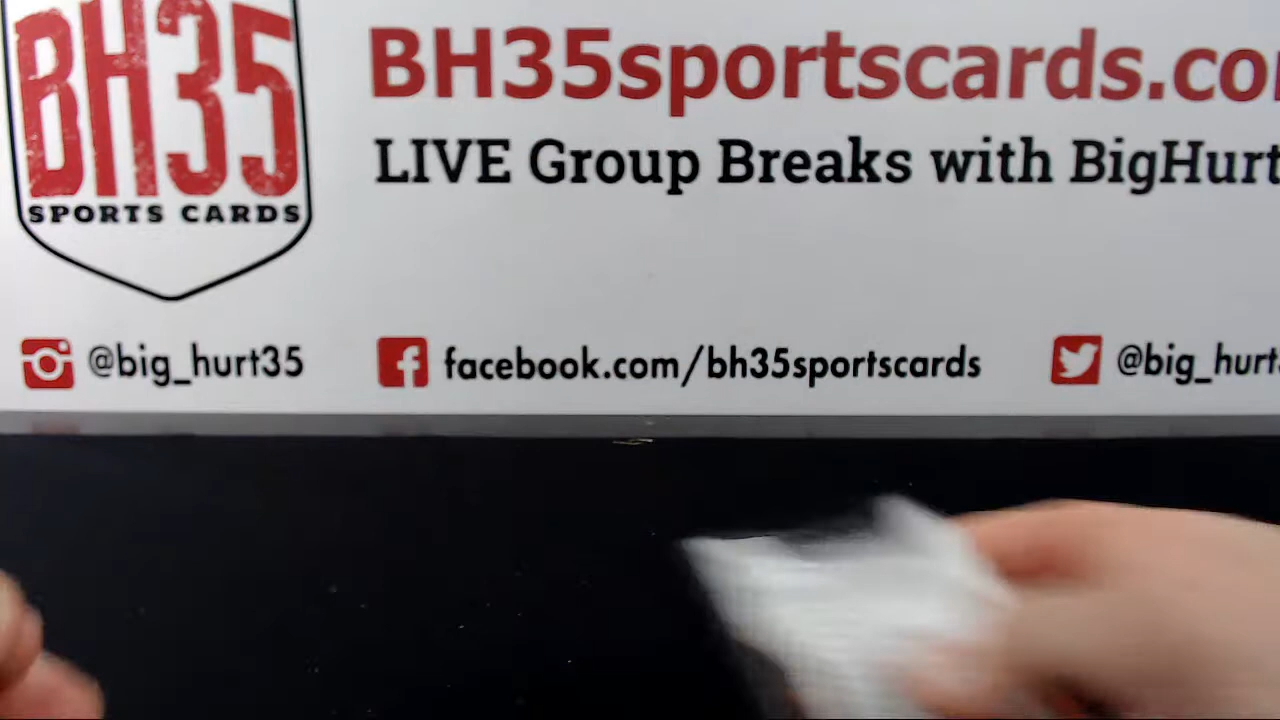 BH35
SPORTS CARDS
BH35sportscards.co
LIVE Group Breaks with BigHurt
@big_hurt35
facebook.com/bh35sportscards
@big_hurt